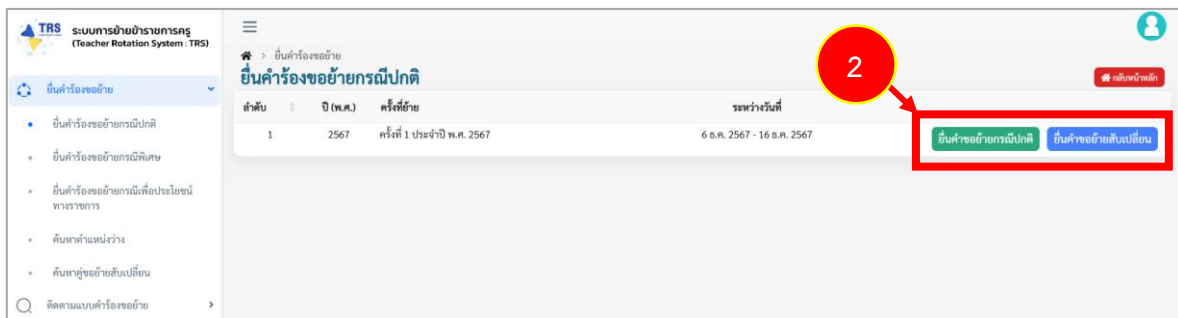 TRS ระบบการย้ายข้าราชการครู
(Teacher Rotation System : TRS)
ยื่นคำร้องขอย้าย
ยื่นคำร้องขอย้ายกรณีปกติ
ยื่นคำร้องขอย้ายกรณีพิเศษ
ยื่นคำร้องขอย้ายกรณีเพื่อประโยชน์
ทางราชการ
ค้นหาตำแหน่งว่าง
ค้นหาคู่ขอย้ายสับเปลี่ยน
ติดตามแบบคำร้องขอย้าย
> ยื่นคำร้องขอย้าย
ยื่นคำร้องขอย้ายกรณีปกติ
กลับหน้าหลัก
2
ลำดับ ปี (พ.ศ.) ครั้งที่ย้าย ระหว่างวันที่
1 2567 ครั้งที่ 1 ประจำปี พ.ศ. 2567 6 ธ.ค. 2567 - 16 ธ.ค. 2567 ยื่นคำขอย้ายกรณีปกติ ยื่นคำขอย้ายสับเปลี่ยน